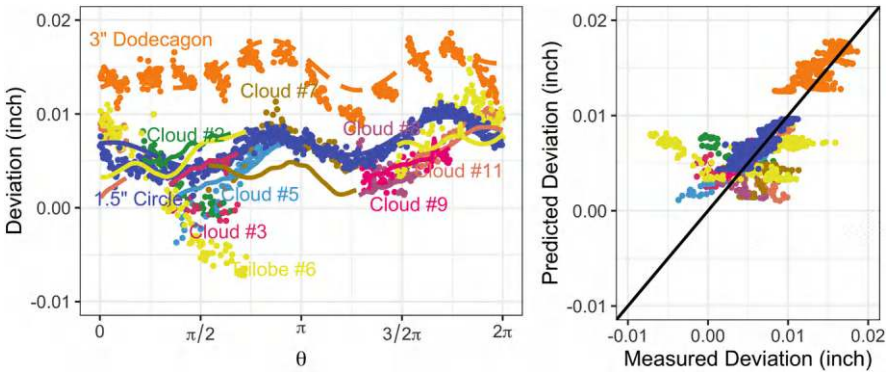 0.02
3" Dodecagon
Cloud #7
0.01
Cloud #2
Cloud #11
1.5" Circle
Cloud #5
Cloud #9
0.00
Cloud #3
Trilobe #6
-0.01
Deviation (inch)
0 π/2 π 3/2π 2π
θ
0.02
0.01
0.00
-0.01
Predicted Deviation (inch)
-0.01 0.00 0.01 0.02
Measured Deviation (inch)